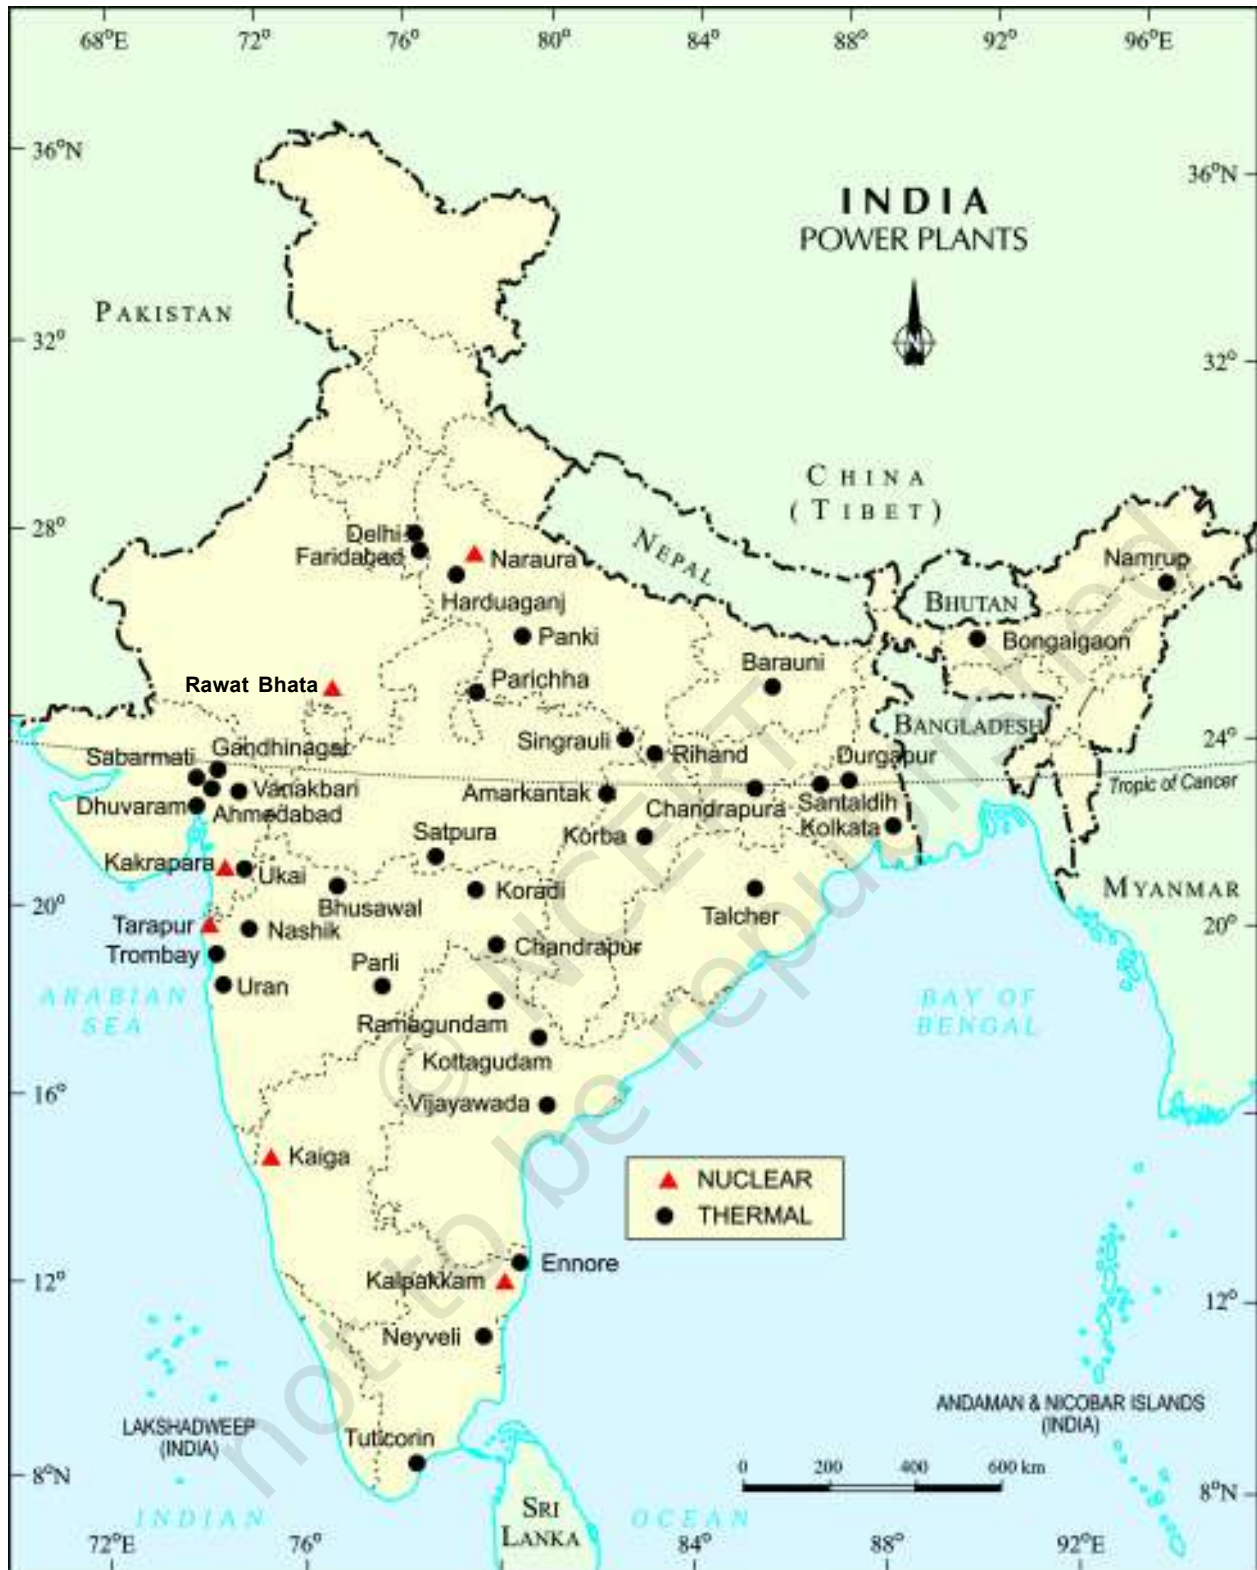 68°E 72° 76° 80° 84° 88° 92° 96°E
36°N
36°N
INDIA
POWER PLANTS
N
PAKISTAN
32°
32°
CHINA
(TIBET)
28°
Delhi
Faridabad
Naraura
NEPAL
Namrup
Harduaganj
BHUTAN
Panki
Bongaigaon
Barauni
Rawat Bhata
Parichha
BANGLADESH
24°
Singrauli
Rihand
Durgapur
Sabarmati
Gandhinagar
Tropic of Cancer
Vanakbari
Amarkantak
Chandrapura
Santaldih
Dhuvaram
Ahmedabad
Kolkata
Satpura
Korba
Kakrapara
Ukai
MYANMAR
Bhusawal
Koradi
Talcher
20°
20°
Tarapur
Nashik
Chandrapur
Trombay
Parli
Uran
ARABIAN
SEA
BAY OF
BENGAL
Ramagundam
Kottagudam
16°
Vijayawada
Kaiga
NUCLEAR
THERMAL
Ennore
Kalpakkam
12°
12°
Neyveli
LAKSHADWEEP
(INDIA)
ANDAMAN & NICOBAR ISLANDS
(INDIA)
Tuticorin
0 200 400 600 km
8°N
8°N
INDIAN
OCEAN
SRI
LANKA
72°E 76° 84° 88° 92°E
© NCERT
not to be republished